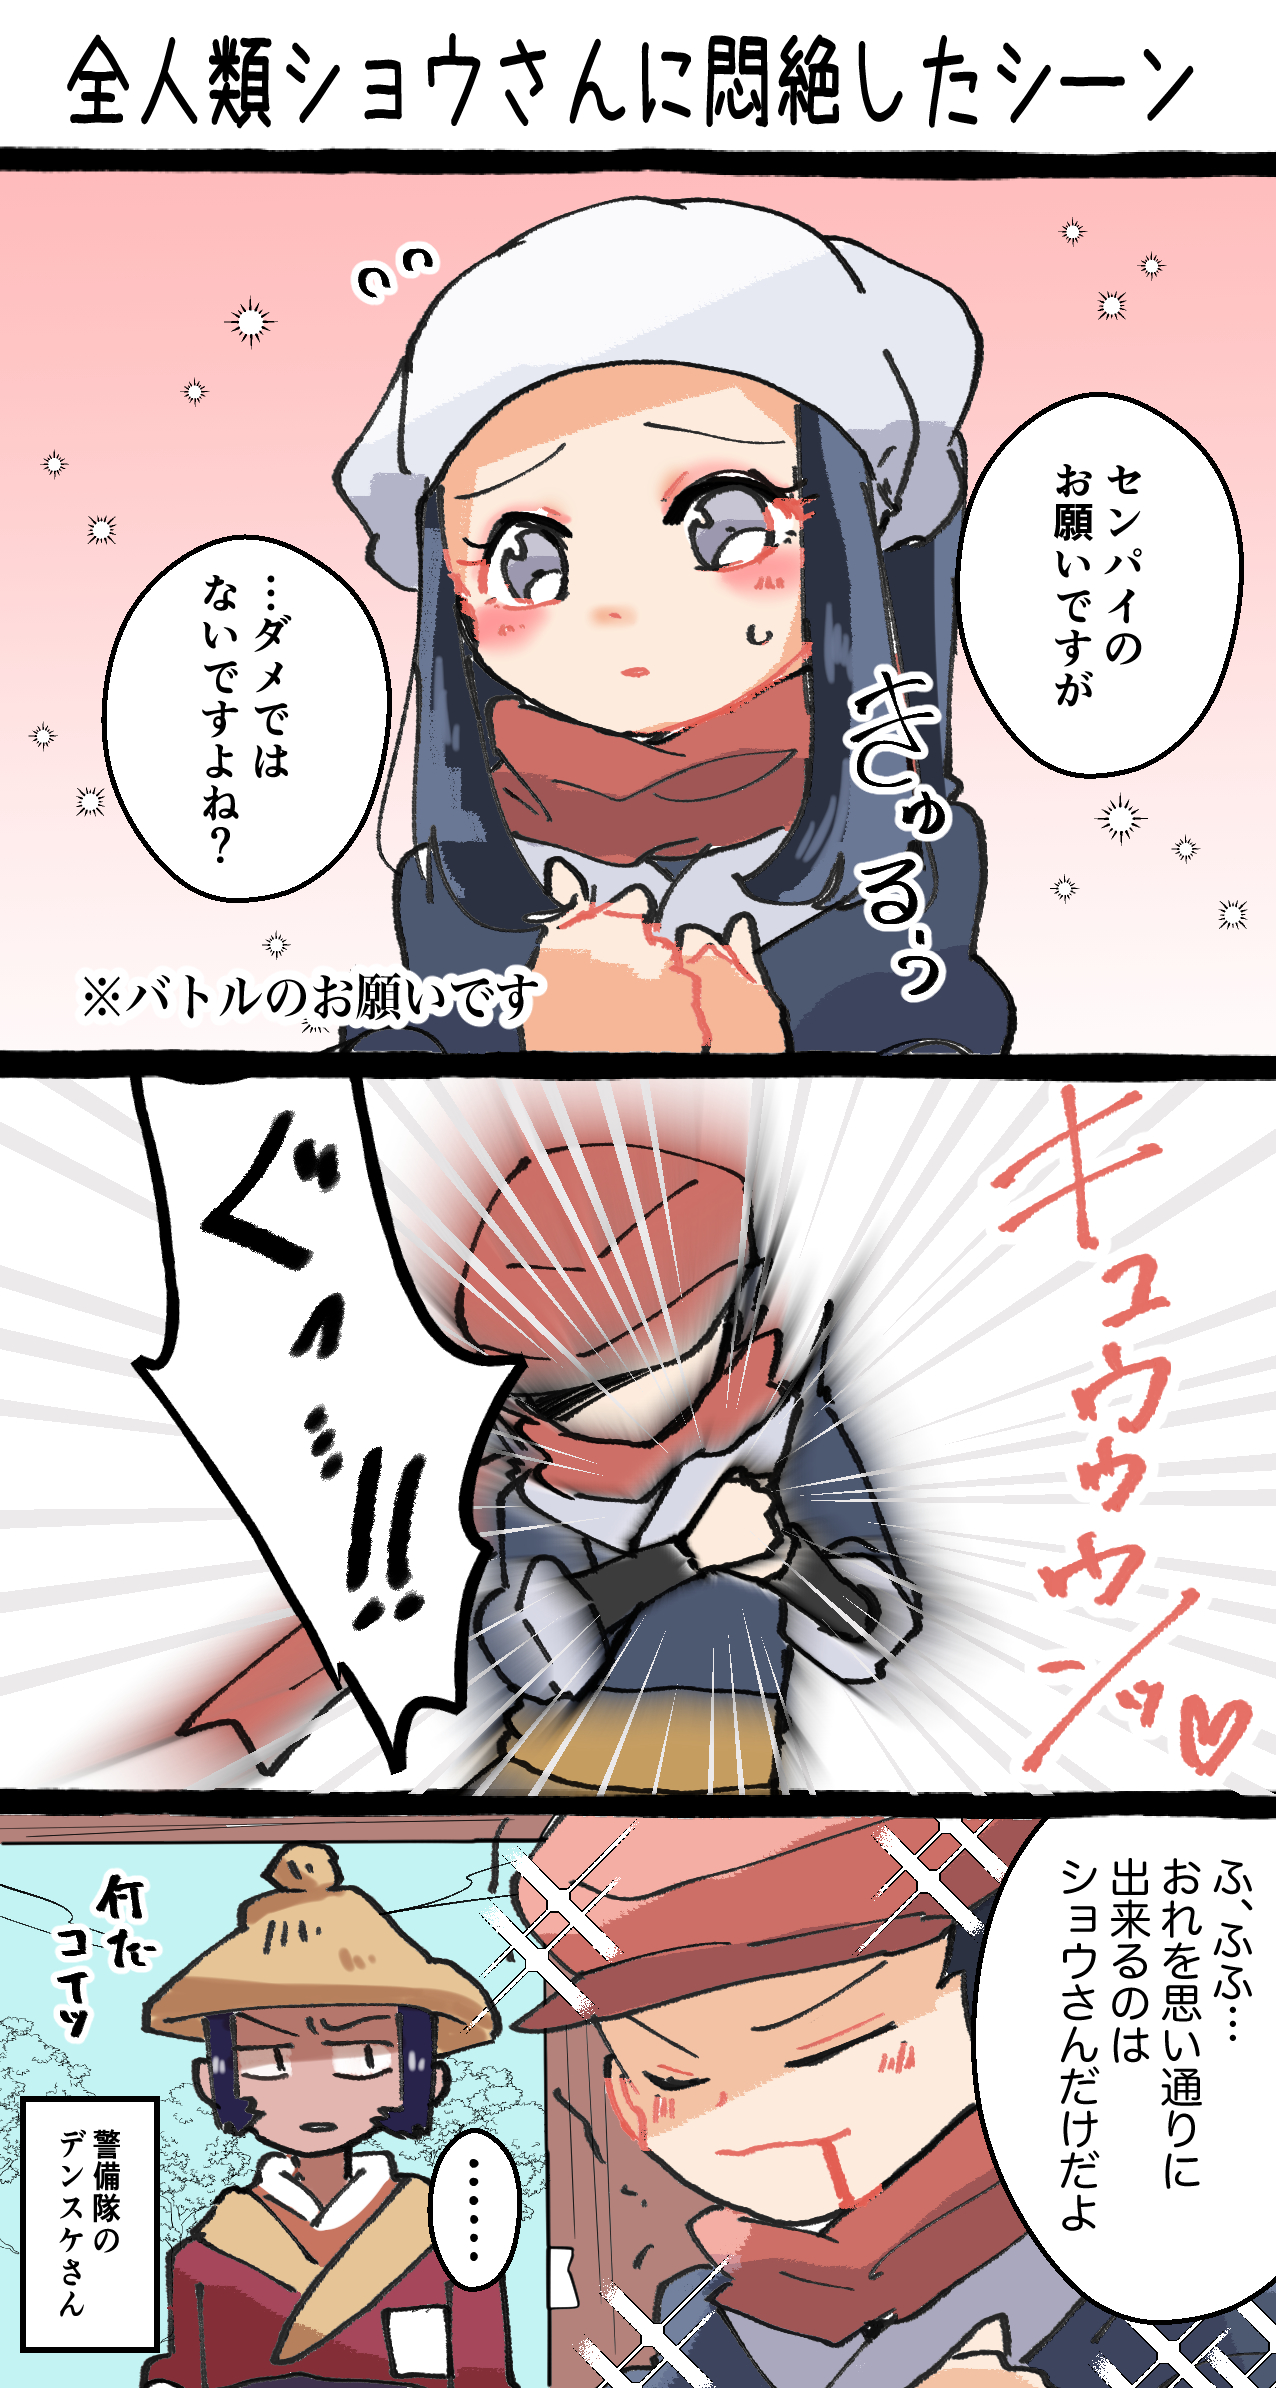 全人類ショウさんに悶絶したシーン
センパイの
お願いですが
…ダメでは
ないですよね？
きゅるぅっ
※バトルのお願いです
キュウゥゥンッ♡
ぐっ…!!
ふ、ふふ…
おれを思い通りに
出来るのは
ショウさんだけだよ
……
何だ
コイツ
警備隊の
デンスケさん